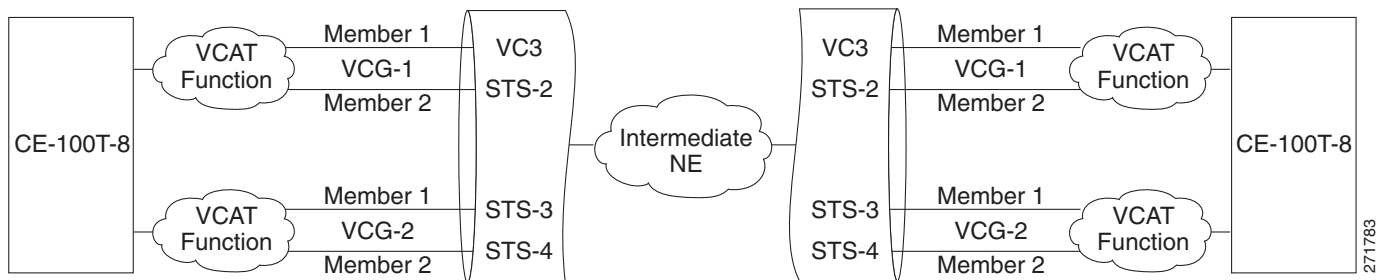 CE-100T-8
VCAT
Function
Member 1
VCG-1
Member 2
VC3
STS-2
VCAT
Function
Member 1
VCG-2
Member 2
STS-3
STS-4
Intermediate
NE
VC3
STS-2
Member 1
VCG-1
Member 2
VCAT
Function
STS-3
STS-4
Member 1
VCG-2
Member 2
VCAT
Function
CE-100T-8
271783